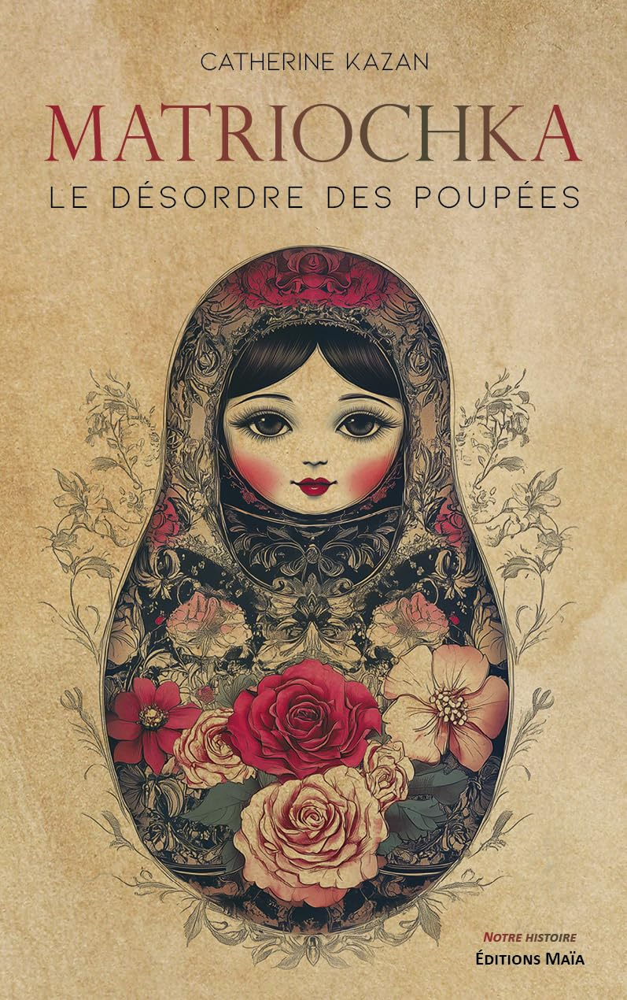 CATHERINE KAZAN
MATRIOCHKA
LE DÉSORDRE DES POUPÉES
NOTRE HISTOIRE
ÉDITIONS MAÏA